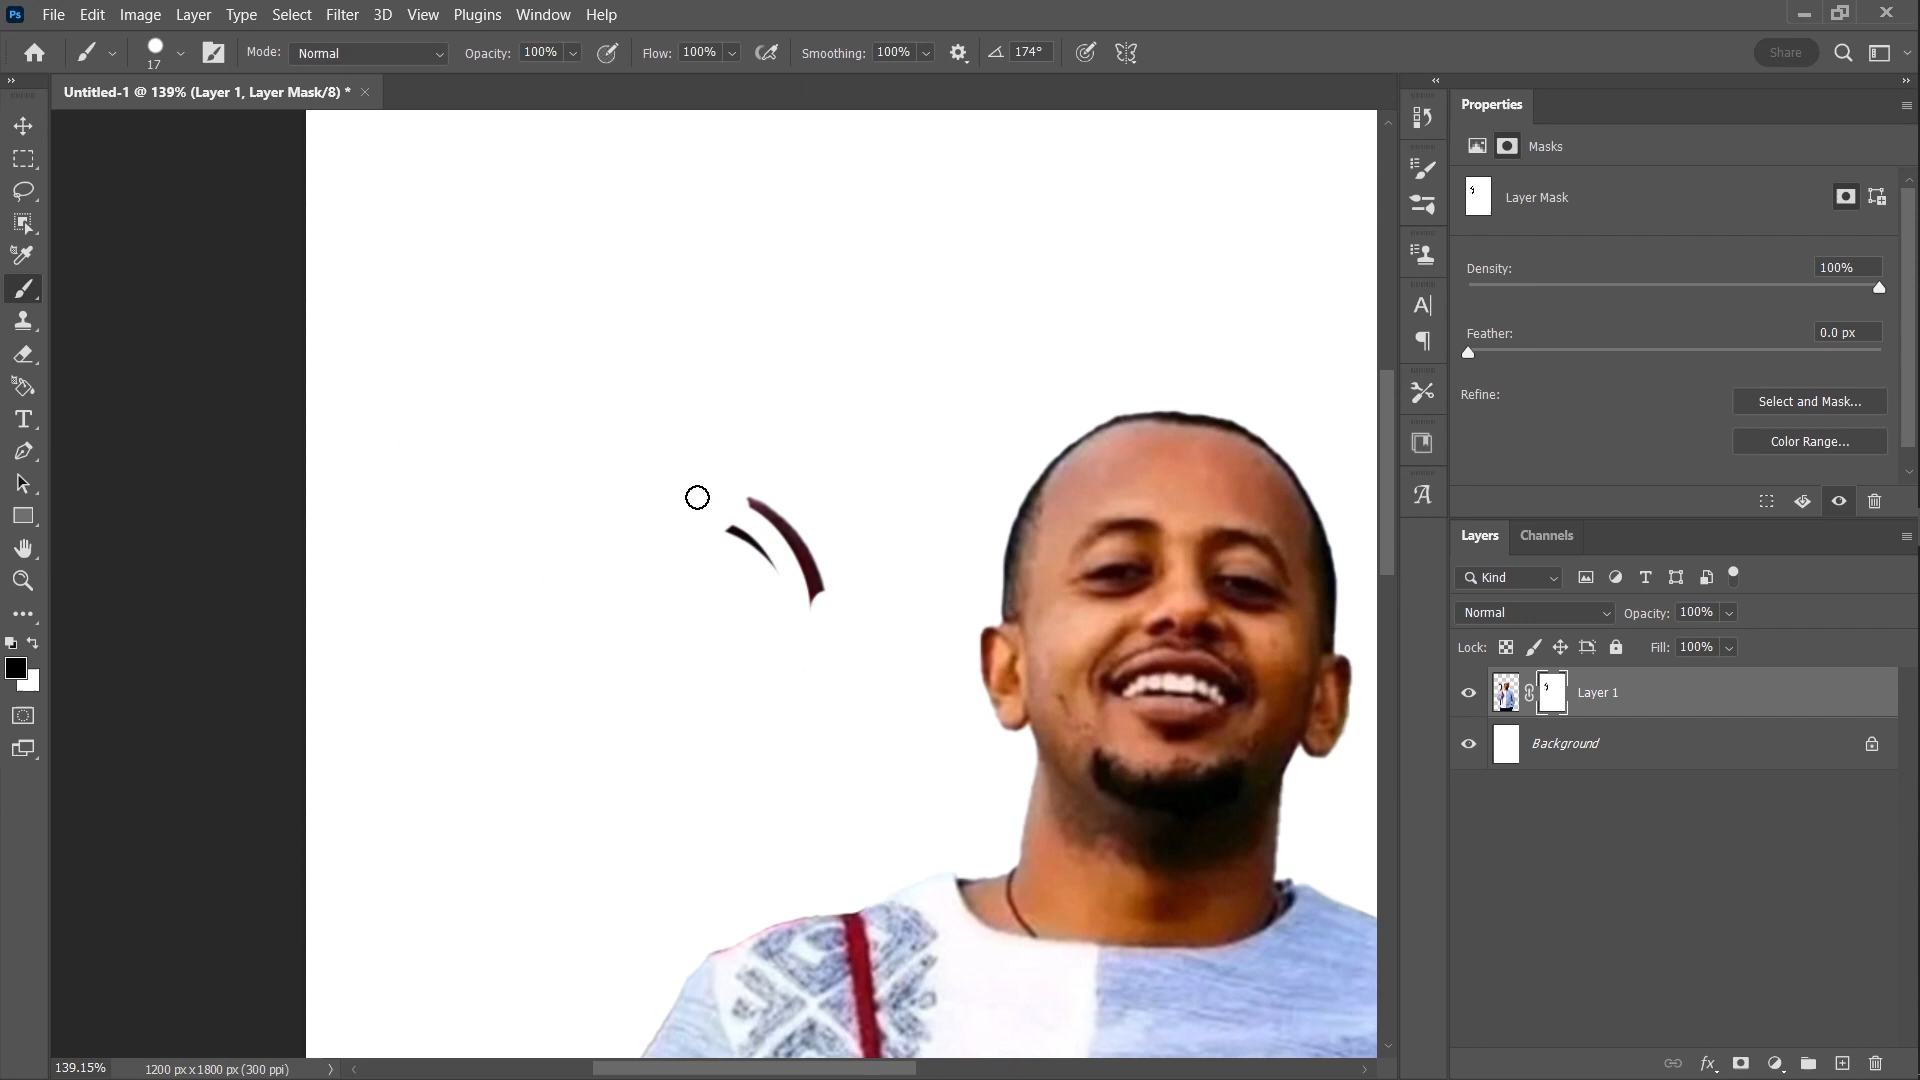 Ps File Edit Image Layer Type Select Filter 3D View Plugins Window Help
17 Mode: Normal Opacity: 100% Flow: 100% Smoothing: 100% 174° Share
Untitled-1 @ 139% (Layer 1, Layer Mask/8) *
Properties
Masks
Layer Mask
Density: 100%
Feather: 0.0 px
Refine: Select and Mask...
Color Range...
Layers Channels
Kind
Normal Opacity: 100%
Lock: Fill: 100%
Layer 1
Background
139.15% 1200 px x 1800 px (300 ppi)